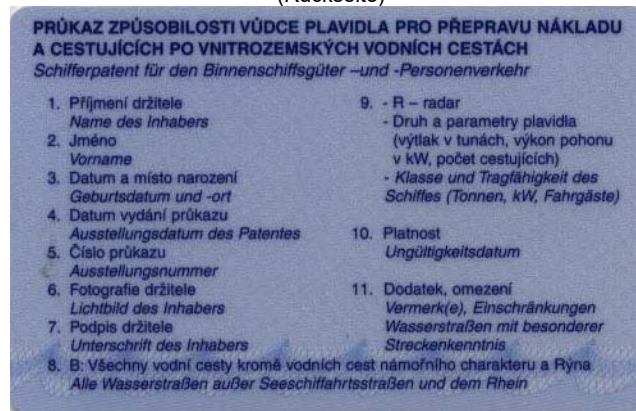 (Rückseite)
PRŮKAZ ZPŮSOBILOSTI VŮDCE PLAVIDLA PRO PŘEPRAVU NÁKLADU
A CESTUJÍCÍCH PO VNITROZEMSKÝCH VODNÍCH CESTÁCH
Schifferpatent für den Binnenschiffsgüter –und -Personenverkehr
1. Příjmení držitele
Name des Inhabers
2. Jméno
Vorname
3. Datum a místo narození
Geburtsdatum und -ort
4. Datum vydání průkazu
Ausstellungsdatum des Patentes
5. Číslo průkazu
Ausstellungsnummer
6. Fotografie držitele
Lichtbild des Inhabers
7. Podpis držitele
Unterschrift des Inhabers
8. B: Všechny vodní cesty kromě vodních cest námořního charakteru a Rýna
Alle Wasserstraßen außer Seeschiffahrtsstraßen und dem Rhein
9. - R – radar
- Druh a parametry plavidla
(výtlak v tunách, výkon pohonu
v kW, počet cestujících)
- Klasse und Tragfähigkeit des
Schiffes (Tonnen, kW, Fahrgäste)
10. Platnost
Ungültigkeitsdatum
11. Dodatek, omezení
Vermerk(e), Einschränkungen
Wasserstraßen mit besonderer
Streckenkenntnis